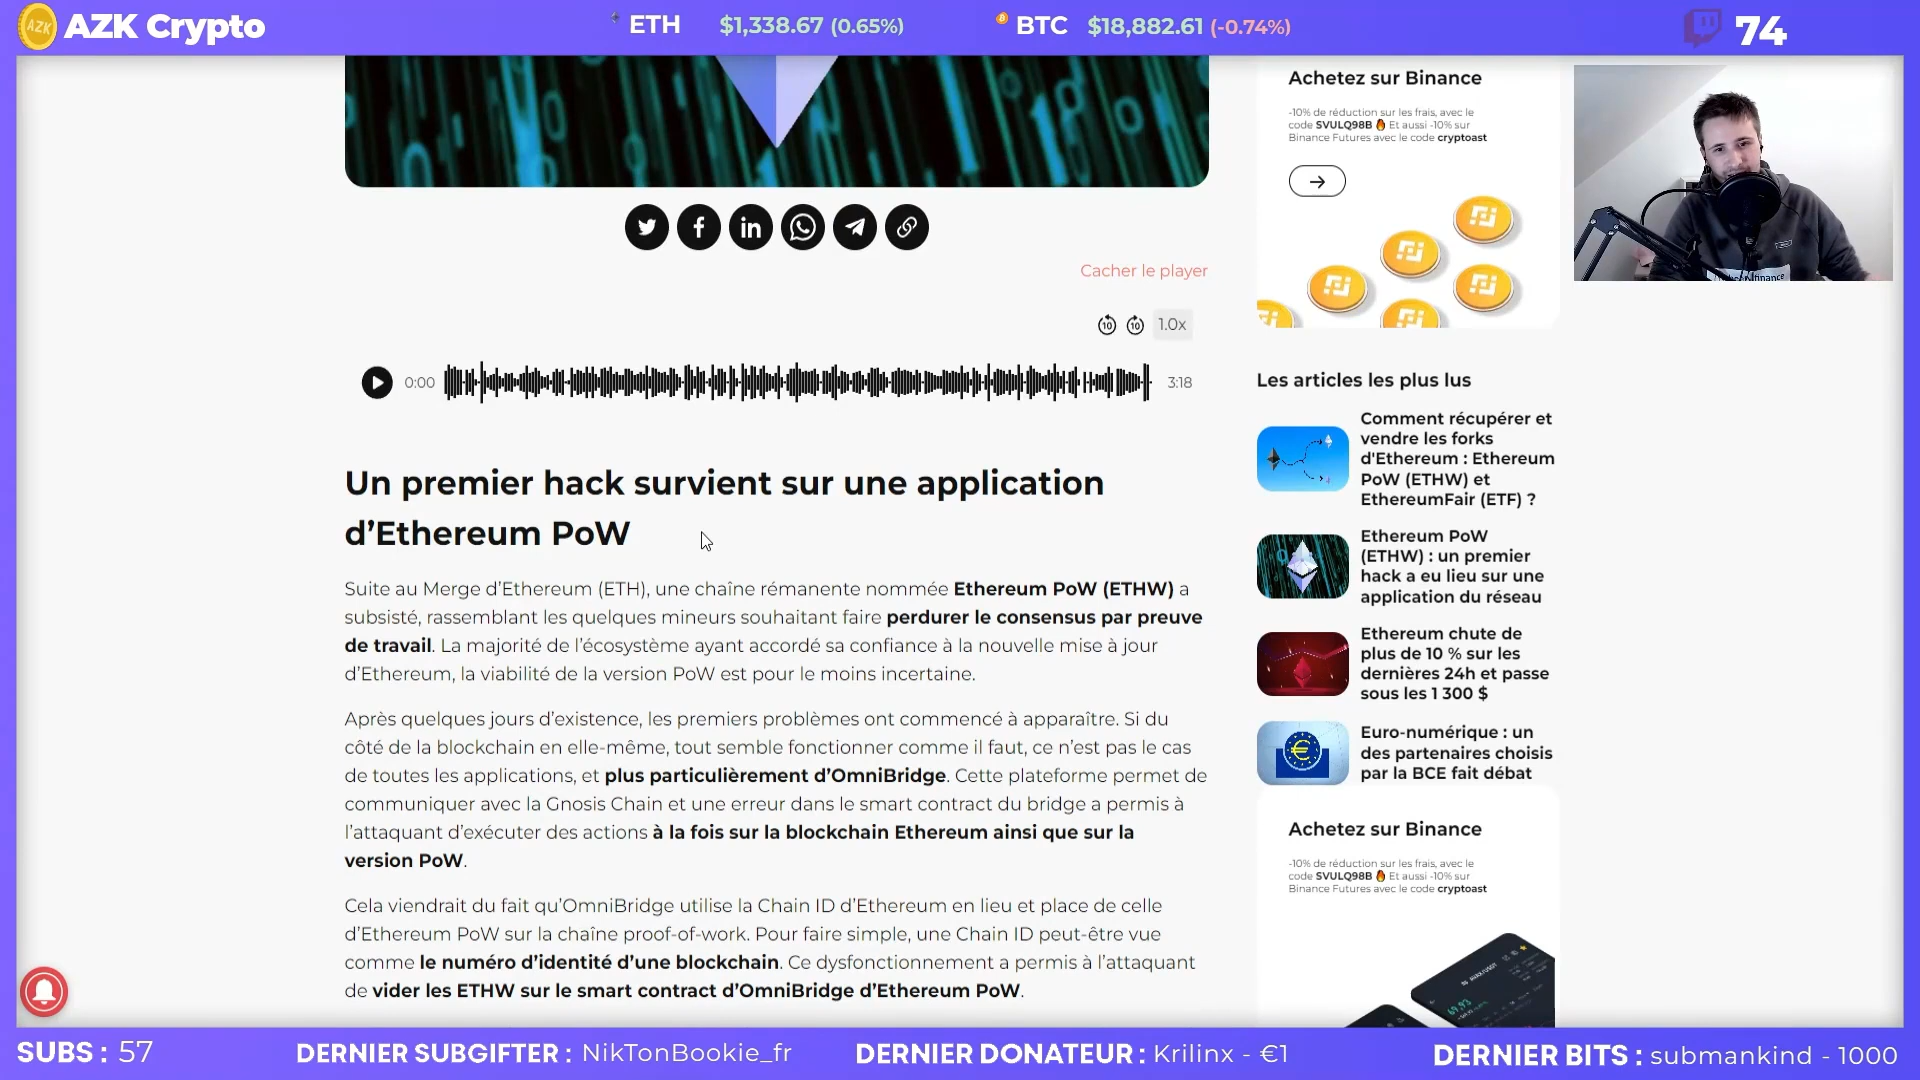 AZK
AZK Crypto
ETH $1,338.67 (0.65%)
BTC $18,882.61 (-0.74%)
74
Cacher le player
10 10 1.0x
0:00 3:18
Un premier hack survient sur une application
d’Ethereum PoW
Suite au Merge d’Ethereum (ETH), une chaîne rémanente nommée Ethereum PoW (ETHW) a
subsisté, rassemblant les quelques mineurs souhaitant faire perdurer le consensus par preuve
de travail. La majorité de l’écosystème ayant accordé sa confiance à la nouvelle mise à jour
d’Ethereum, la viabilité de la version PoW est pour le moins incertaine.
Après quelques jours d’existence, les premiers problèmes ont commencé à apparaître. Si du
côté de la blockchain en elle-même, tout semble fonctionner comme il faut, ce n’est pas le cas
de toutes les applications, et plus particulièrement d’OmniBridge. Cette plateforme permet de
communiquer avec la Gnosis Chain et une erreur dans le smart contract du bridge a permis à
l’attaquant d’exécuter des actions à la fois sur la blockchain Ethereum ainsi que sur la
version PoW.
Cela viendrait du fait qu’OmniBridge utilise la Chain ID d’Ethereum en lieu et place de celle
d’Ethereum PoW sur la chaîne proof-of-work. Pour faire simple, une Chain ID peut-être vue
comme le numéro d’identité d’une blockchain. Ce dysfonctionnement a permis à l’attaquant
de vider les ETHW sur le smart contract d’OmniBridge d’Ethereum PoW.
Achetez sur Binance
-10% de réduction sur les frais, avec le
code SVULQ98B 🔥 Et aussi -10% sur
Binance Futures avec le code cryptoast
Les articles les plus lus
Comment récupérer et
vendre les forks
d'Ethereum : Ethereum
PoW (ETHW) et
EthereumFair (ETF) ?
Ethereum PoW
(ETHW) : un premier
hack a eu lieu sur une
application du réseau
Ethereum chute de
plus de 10 % sur les
dernières 24h et passe
sous les 1 300 $
Euro-numérique : un
des partenaires choisis
par la BCE fait débat
Achetez sur Binance
-10% de réduction sur les frais, avec le
code SVULQ98B 🔥 Et aussi -10% sur
Binance Futures avec le code cryptoast
69,93
SUBS : 57
DERNIER SUBGIFTER : NikTonBookie_fr
DERNIER DONATEUR : Krilinx - €1
DERNIER BITS : submankind - 1000